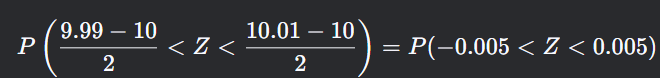 P ( (9.99 − 10)/2 < Z < (10.01 − 10)/2 ) = P(−0.005 < Z < 0.005)